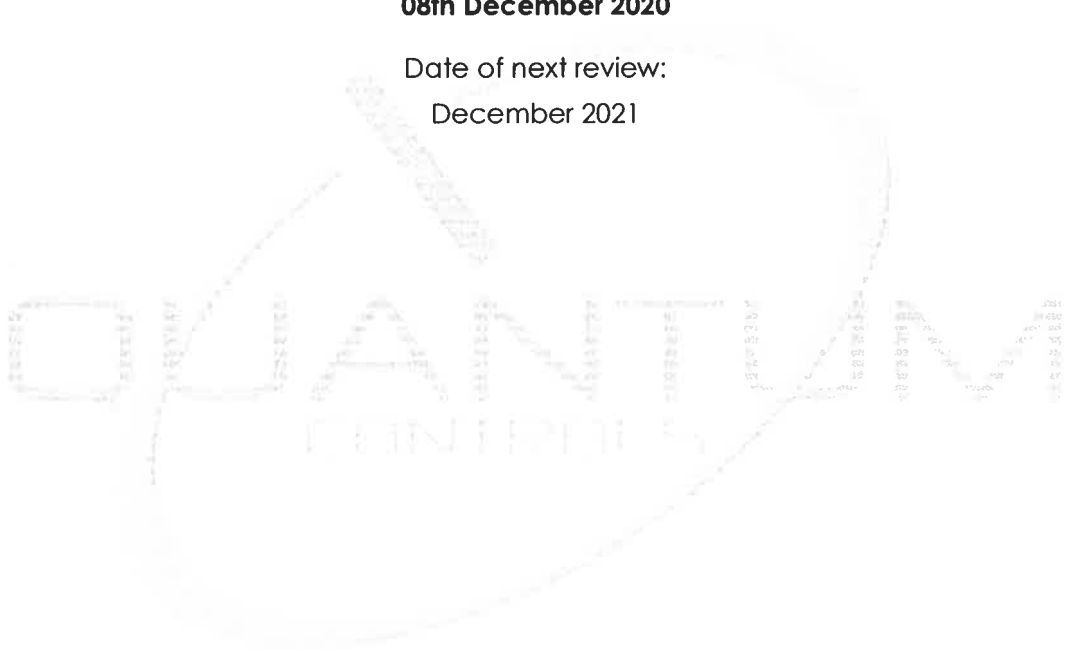 08th December 2020
Date of next review:
December 2021
QUANTUM
CONTROLS